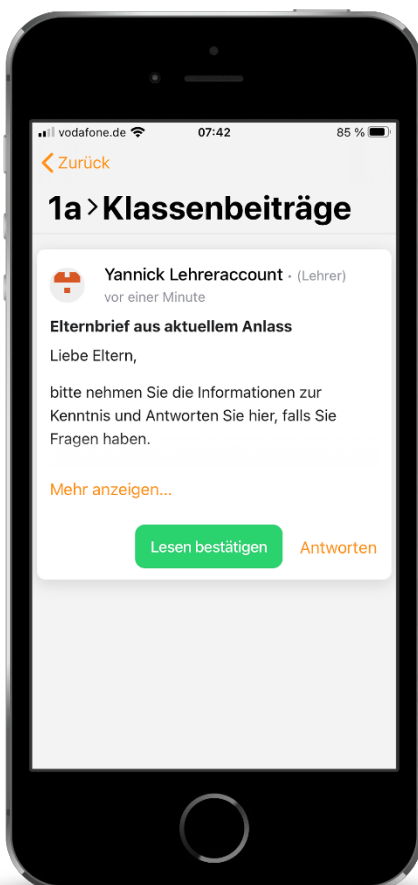 vodafone.de 07:42 85 %
Zurück
1a > Klassenbeiträge
Yannick Lehreraccount · (Lehrer)
vor einer Minute
Elternbrief aus aktuellem Anlass
Liebe Eltern,
bitte nehmen Sie die Informationen zur
Kenntnis und Antworten Sie hier, falls Sie
Fragen haben.
Mehr anzeigen...
Lesen bestätigen Antworten